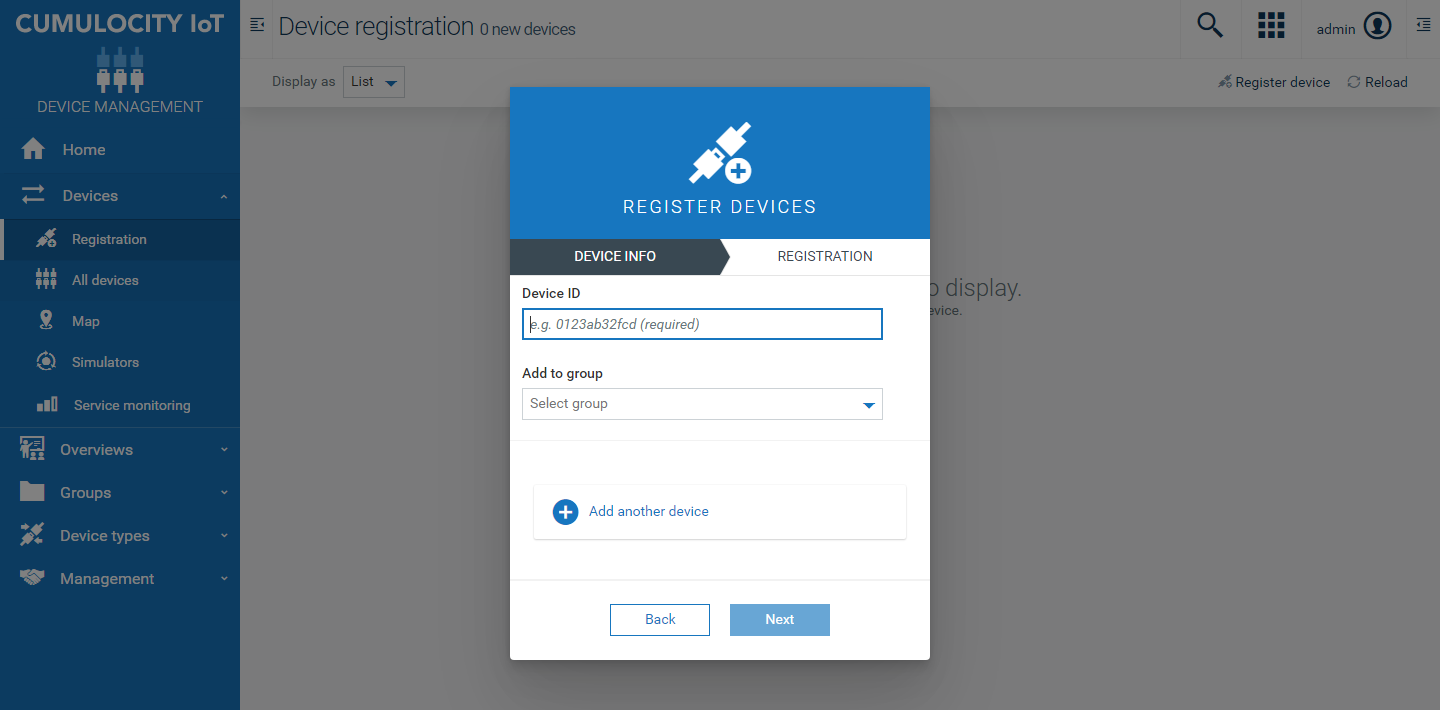 CUMULOCITY IoT
DEVICE MANAGEMENT
Home
Devices
Registration
All devices
Map
Simulators
Service monitoring
Overviews
Groups
Device types
Management
Device registration 0 new devices
admin
Display as List
Register device Reload
REGISTER DEVICES
DEVICE INFO REGISTRATION
Device ID
e.g. 0123ab32fcd (required)
Add to group
Select group
Add another device
Back Next
o display.
evice.